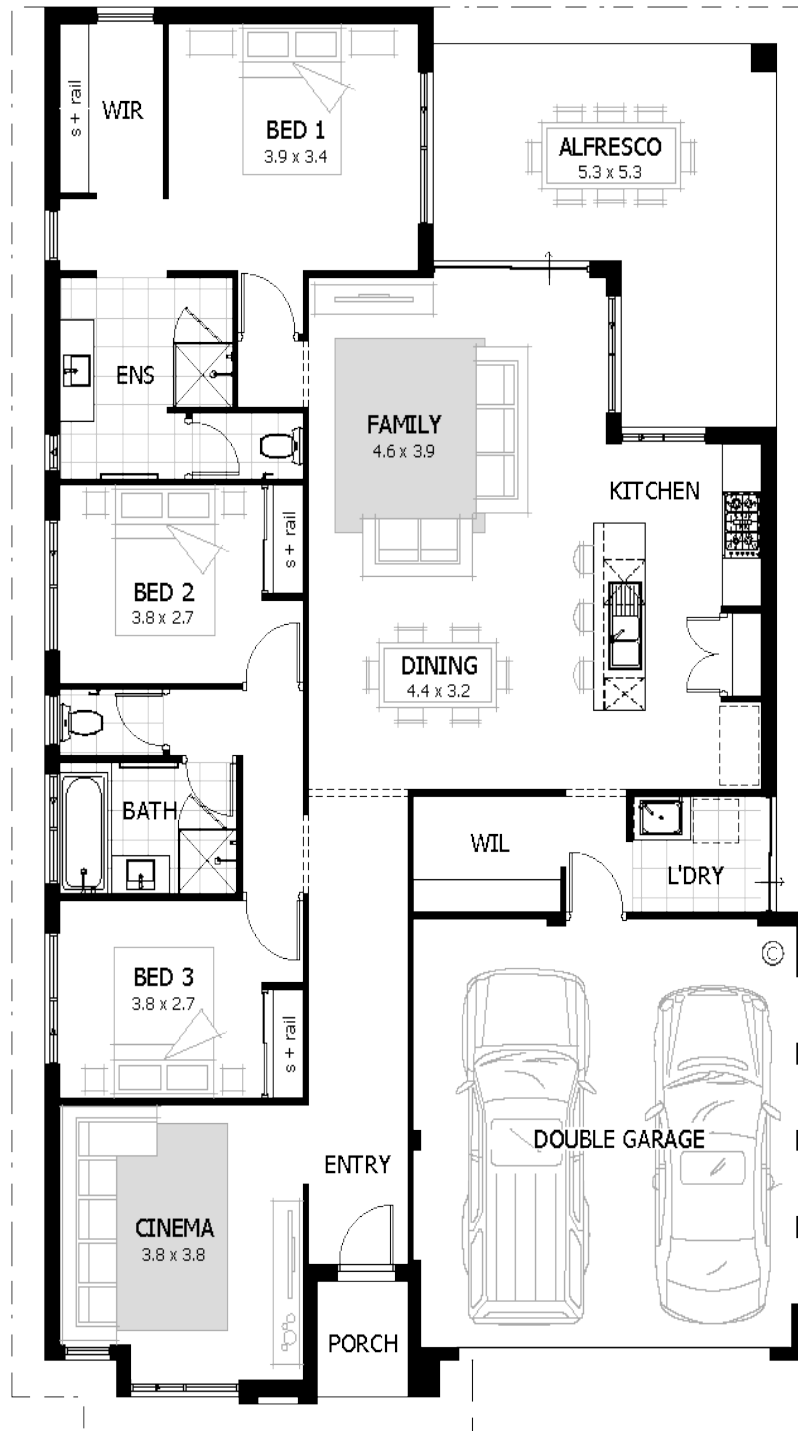 s + rail
WIR
BED 1
3.9 x 3.4
ALFRESCO
5.3 x 5.3
ENS
FAMILY
4.6 x 3.9
KITCHEN
s + rail
BED 2
3.8 x 2.7
DINING
4.4 x 3.2
BATH
WIL
L'DRY
BED 3
3.8 x 2.7
s + rail
DOUBLE GARAGE
ENTRY
CINEMA
3.8 x 3.8
PORCH